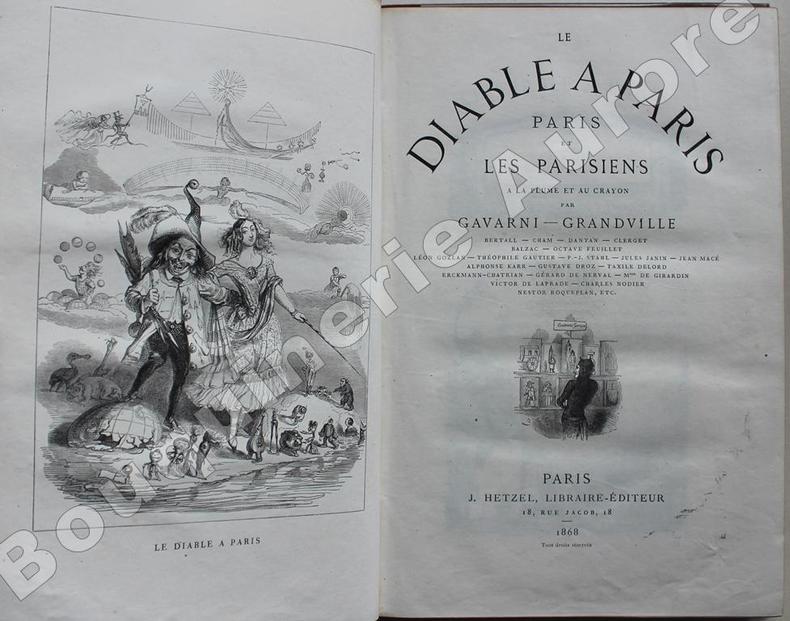 LE DIABLE A PARIS
LE
DIABLE A PARIS
PARIS
ET
LES PARISIENS
A LA PLUME ET AU CRAYON
PAR
GAVARNI — GRANDVILLE
BERTALL — CHAM — DANTAN — CLERGET
BALZAC — OCTAVE FEUILLET
LÉON GOZLAN — THÉOPHILE GAUTIER — P.-J. STAHL — JULES JANIN — JEAN MACÉ
ALPHONSE KARR — GUSTAVE DROZ — TAXILE DELORD
ERCKMANN-CHATRIAN — GÉRARD DE NERVAL — Mme DE GIRARDIN
VICTOR DE LAPRADE — CHARLES NODIER
NESTOR ROQUEPLAN, ETC.
PARIS
J. HETZEL, LIBRAIRE-ÉDITEUR
18, RUE JACOB, 18
1868
Tous droits réservés
Bouquinerie Aurore